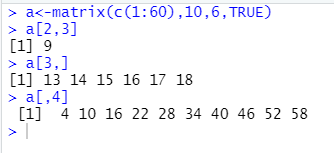 > a<-matrix(c(1:60),10,6,TRUE)
> a[2,3]
[1] 9
> a[3,]
[1] 13 14 15 16 17 18
> a[,4]
 [1]  4 10 16 22 28 34 40 46 52 58
>